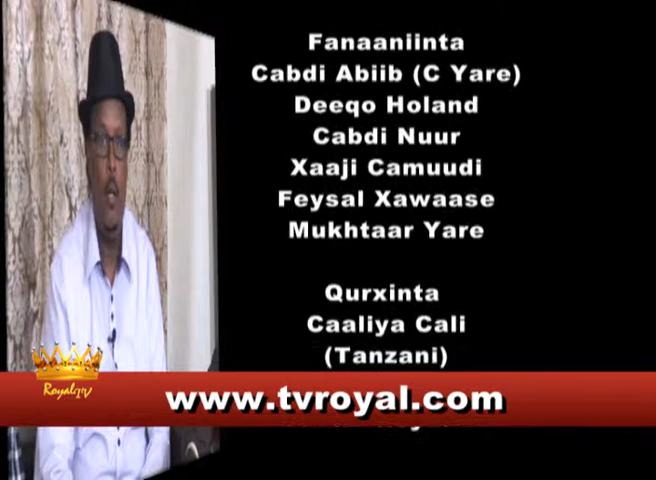 Fanaaniinta
Cabdi Abiib (C Yare)
Deeqo Holand
Cabdi Nuur
Xaaji Camuudi
Feysal Xawaase
Mukhtaar Yare
Qurxinta
Caaliya Cali
(Tanzani)
RoyalTV
www.tvroyal.com